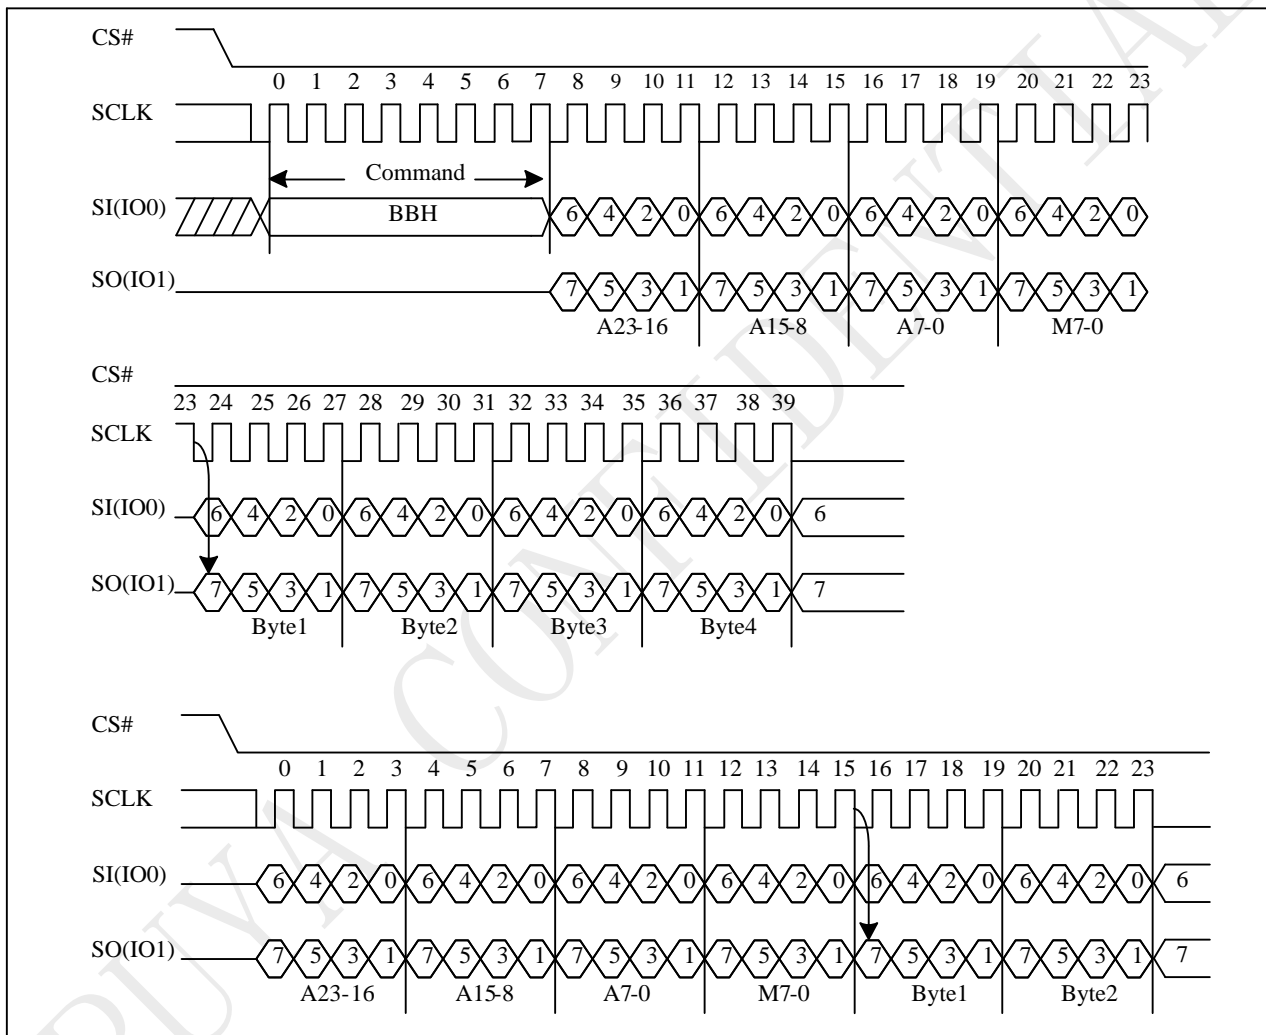 CS#
0 1 2 3 4 5 6 7 8 9 10 11 12 13 14 15 16 17 18 19 20 21 22 23
SCLK
Command
SI(IO0) BBH 6 4 2 0 6 4 2 0 6 4 2 0 6 4 2 0
SO(IO1) 7 5 3 1 7 5 3 1 7 5 3 1 7 5 3 1
A23-16 A15-8 A7-0 M7-0
CS#
23 24 25 26 27 28 29 30 31 32 33 34 35 36 37 38 39
SCLK
SI(IO0) 6 4 2 0 6 4 2 0 6 4 2 0 6 4 2 0 6
SO(IO1) 7 5 3 1 7 5 3 1 7 5 3 1 7 5 3 1 7
Byte1 Byte2 Byte3 Byte4
CS#
0 1 2 3 4 5 6 7 8 9 10 11 12 13 14 15 16 17 18 19 20 21 22 23
SCLK
SI(IO0) 6 4 2 0 6 4 2 0 6 4 2 0 6 4 2 0 6 4 2 0 6 4 2 0 6
SO(IO1) 7 5 3 1 7 5 3 1 7 5 3 1 7 5 3 1 7 5 3 1 7 5 3 1 7
A23-16 A15-8 A7-0 M7-0 Byte1 Byte2
PUYA CONFIDENTIAL